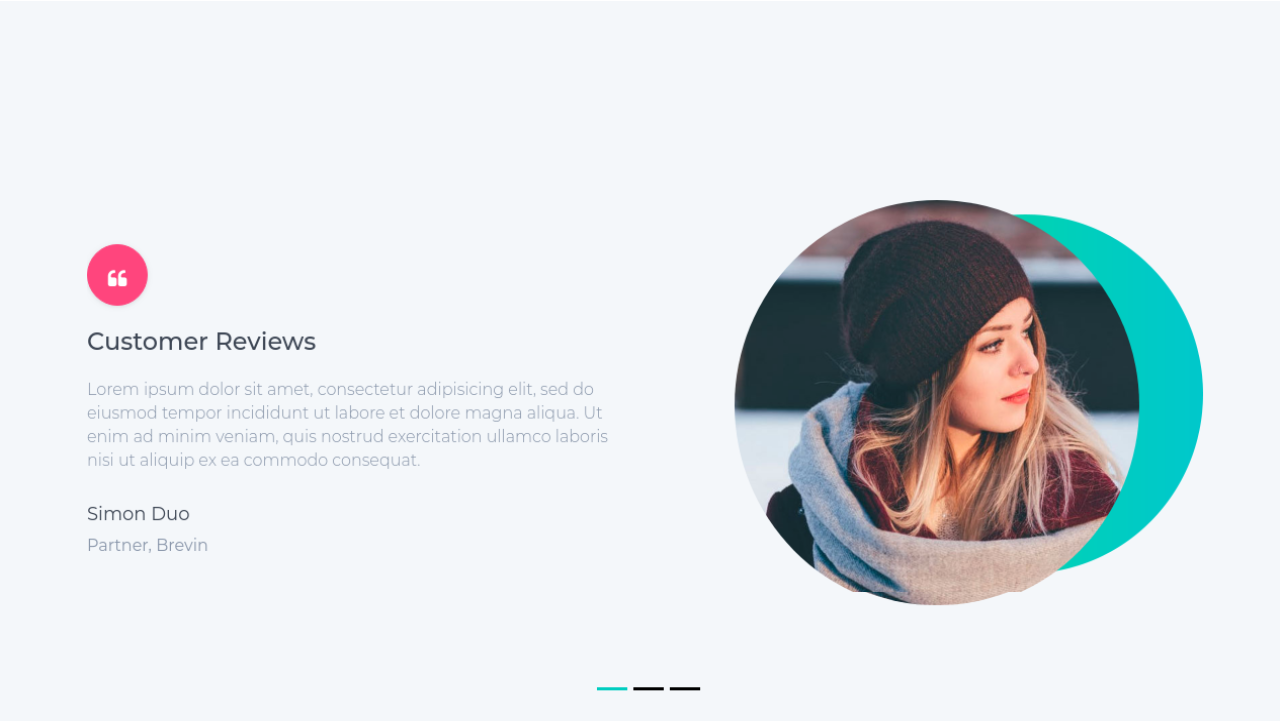 Customer Reviews
Lorem ipsum dolor sit amet, consectetur adipisicing elit, sed do
eiusmod tempor incididunt ut labore et dolore magna aliqua. Ut
enim ad minim veniam, quis nostrud exercitation ullamco laboris
nisi ut aliquip ex ea commodo consequat.
Simon Duo
Partner, Brevin